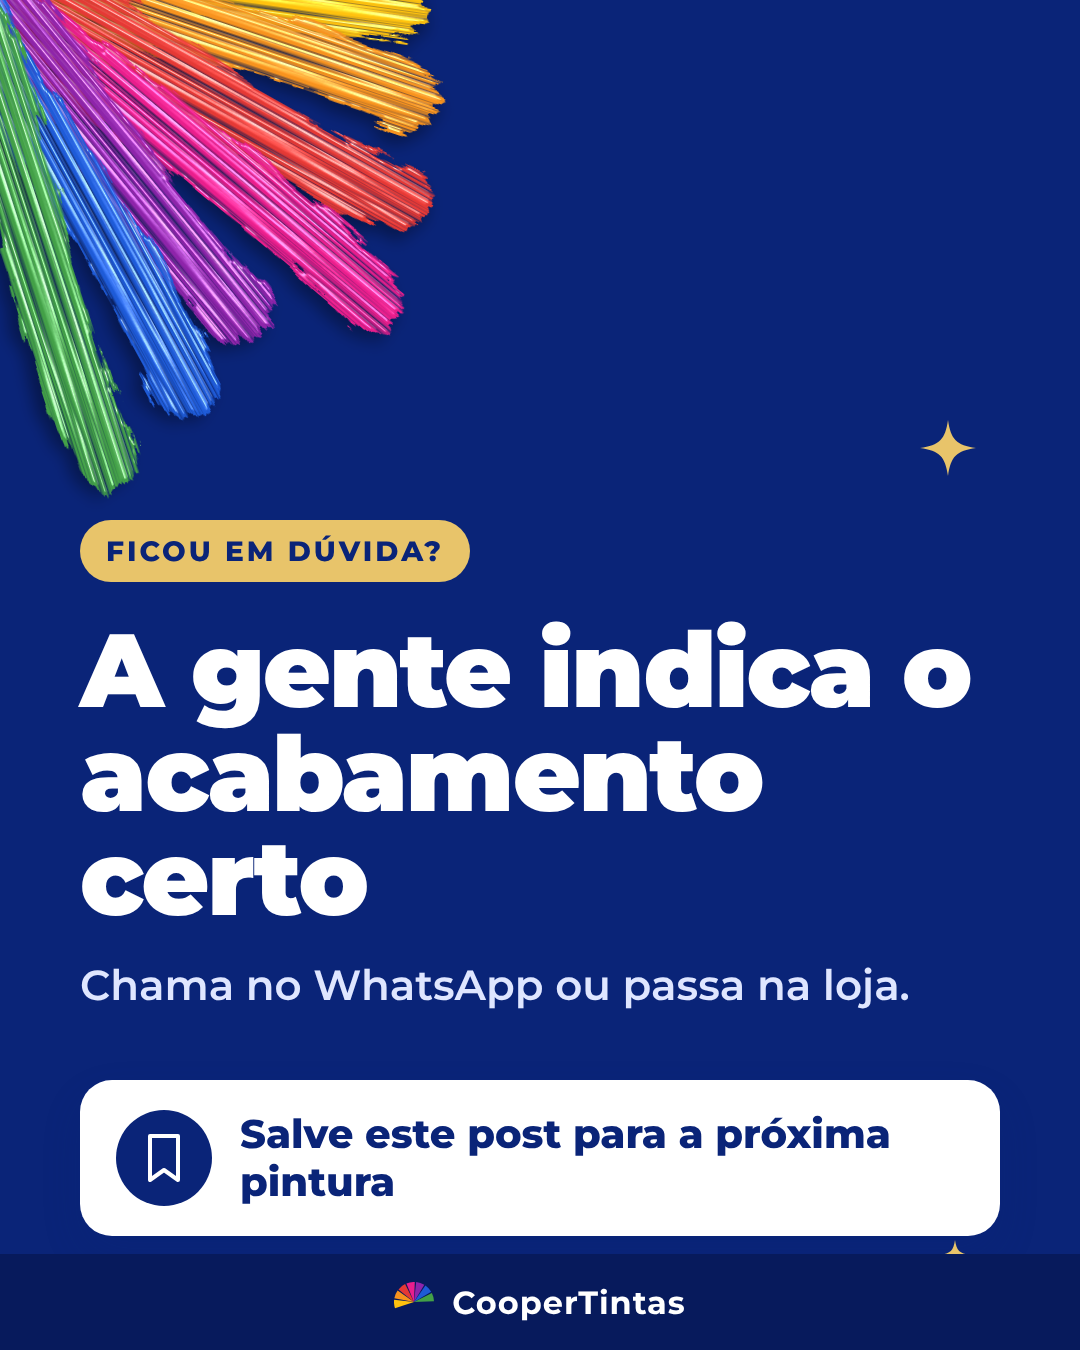 FICOU EM DÚVIDA?
A gente indica o
acabamento
certo
Chama no WhatsApp ou passa na loja.
Salve este post para a próxima
pintura
CooperTintas